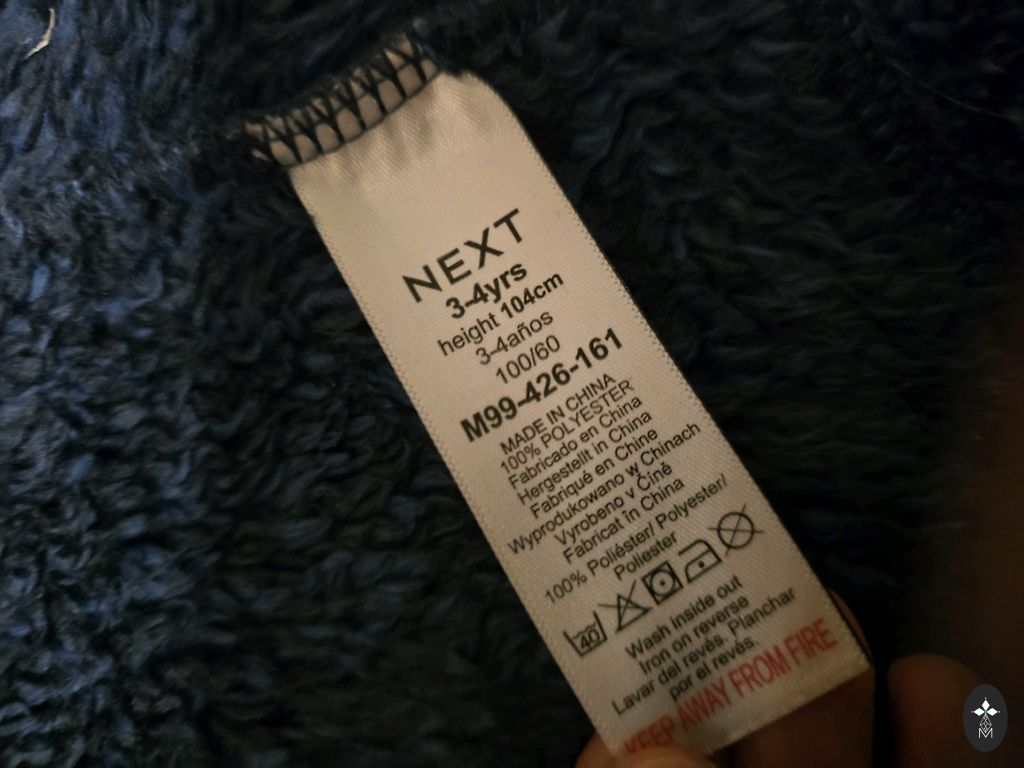 NEXT
3-4yrs
height 104cm
3-4años
100/60
M99-426-161
MADE IN CHINA
100% POLYESTER
Fabricado en China
Hergestellt in China
Fabriqué en Chine
Wyprodukowano w Chinach
Vyrobeno v Číně
Fabricat în China
100% Poliéster/ Polyester/
Poliester
40
Wash inside out
Iron on reverse
Lavar del revés. Planchar
por el revés.
KEEP AWAY FROM FIRE
M